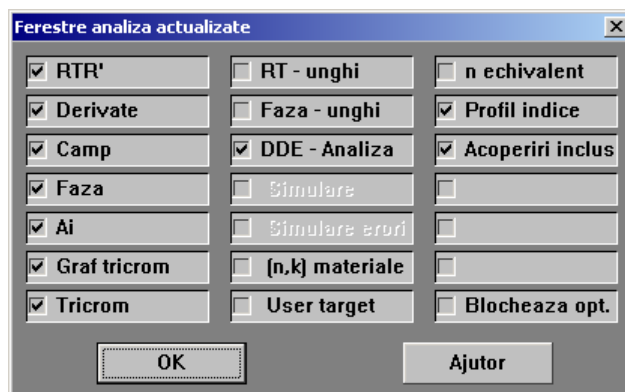 Ferestre analiza actualizate
RTR' RT - unghi n echivalent
Derivate Faza - unghi Profil indice
Camp DDE - Analiza Acoperiri inclus
Faza Simulare
Ai Simulare erori
Graf tricrom (n,k) materiale
Tricrom User target Blocheaza opt.
OK Ajutor